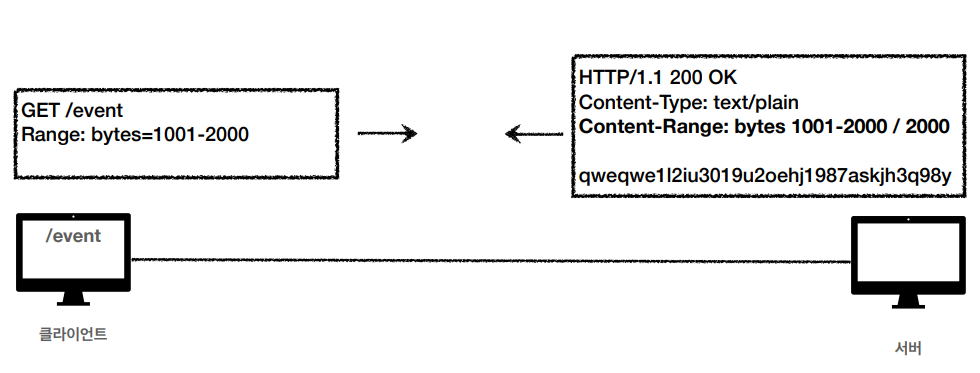 GET /event
Range: bytes=1001-2000
HTTP/1.1 200 OK
Content-Type: text/plain
Content-Range: bytes 1001-2000 / 2000
qweqwe1l2iu3019u2oehj1987askjh3q98y
/event
클라이언트
서버